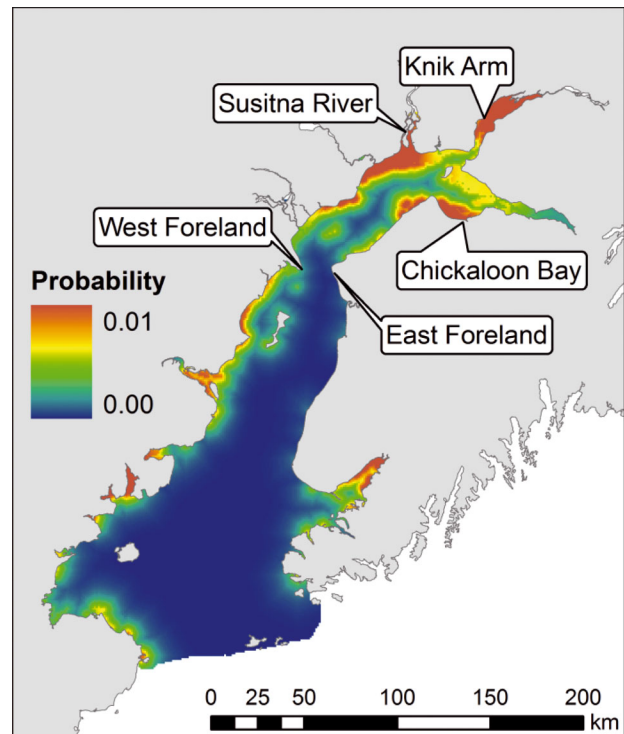 Knik Arm
Susitna River
West Foreland
Chickaloon Bay
East Foreland
Probability
0.01
0.00
0 25 50 100 150 200
km